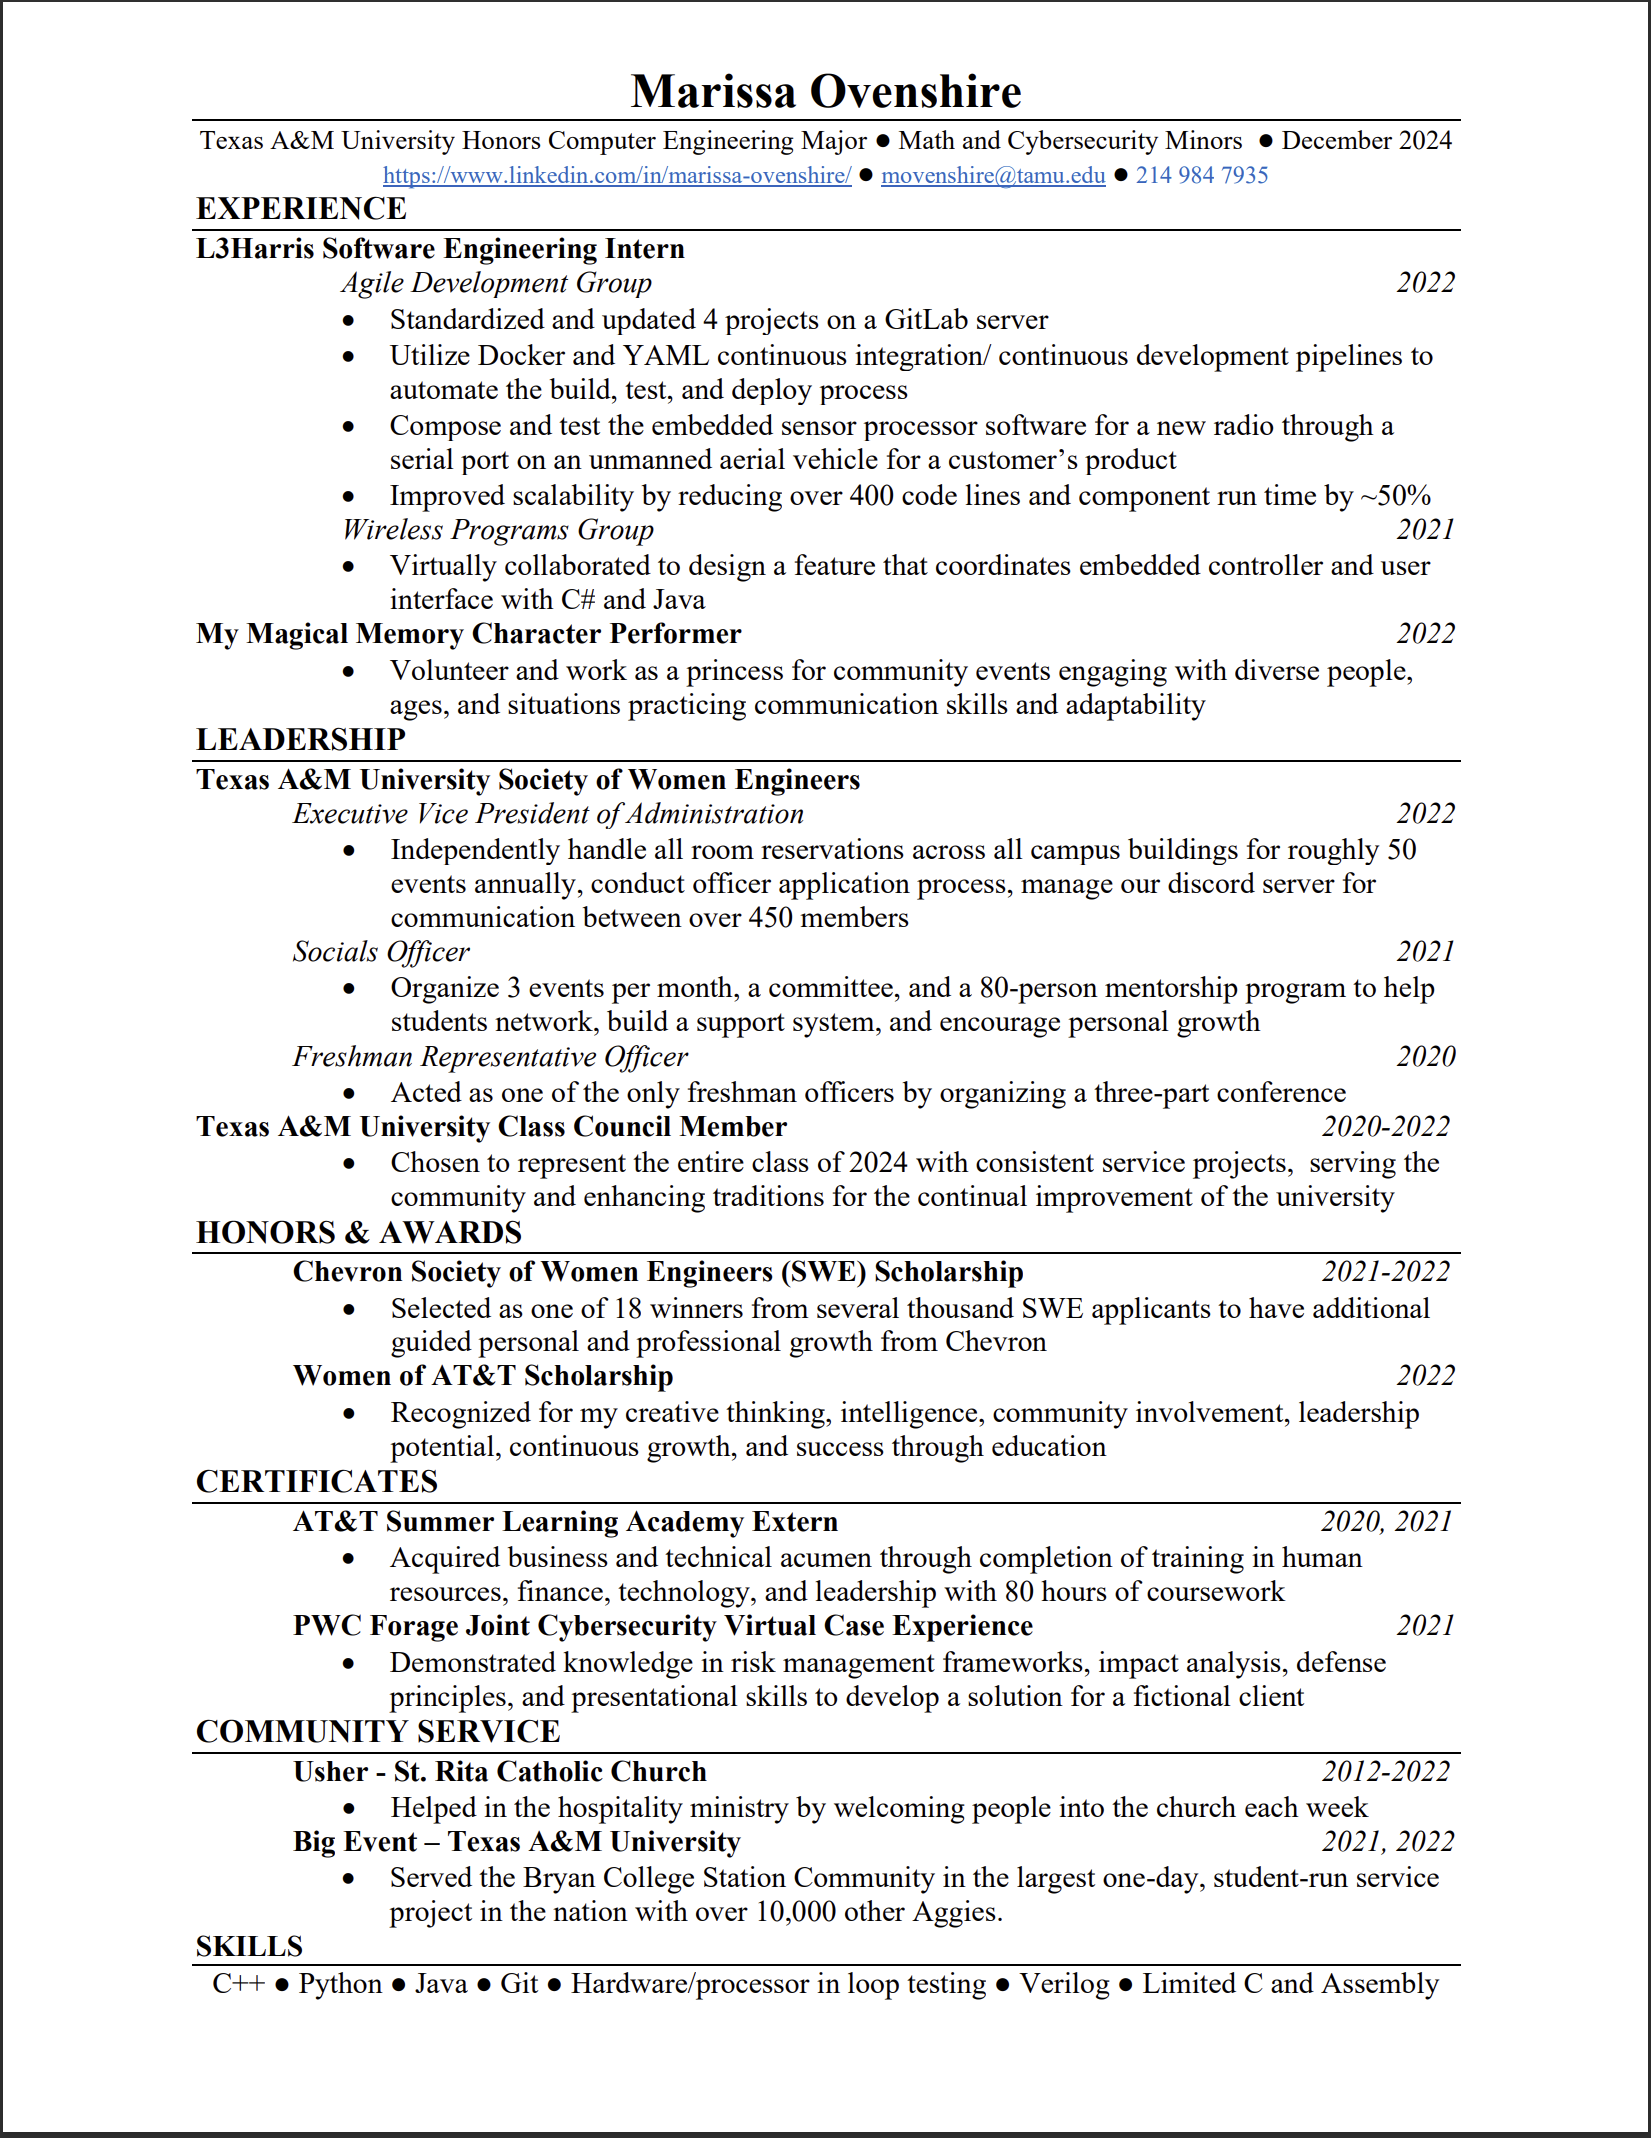 Marissa Ovenshire
Texas A&M University Honors Computer Engineering Major ● Math and Cybersecurity Minors ● December 2024
https://www.linkedin.com/in/marissa-ovenshire/ ● movenshire@tamu.edu ● 214 984 7935
EXPERIENCE
L3Harris Software Engineering Intern
Agile Development Group 2022
● Standardized and updated 4 projects on a GitLab server
● Utilize Docker and YAML continuous integration/ continuous development pipelines to
automate the build, test, and deploy process
● Compose and test the embedded sensor processor software for a new radio through a
serial port on an unmanned aerial vehicle for a customer’s product
● Improved scalability by reducing over 400 code lines and component run time by ~50%
Wireless Programs Group 2021
● Virtually collaborated to design a feature that coordinates embedded controller and user
interface with C# and Java
My Magical Memory Character Performer 2022
● Volunteer and work as a princess for community events engaging with diverse people,
ages, and situations practicing communication skills and adaptability
LEADERSHIP
Texas A&M University Society of Women Engineers
Executive Vice President of Administration 2022
● Independently handle all room reservations across all campus buildings for roughly 50
events annually, conduct officer application process, manage our discord server for
communication between over 450 members
Socials Officer 2021
● Organize 3 events per month, a committee, and a 80-person mentorship program to help
students network, build a support system, and encourage personal growth
Freshman Representative Officer 2020
● Acted as one of the only freshman officers by organizing a three-part conference
Texas A&M University Class Council Member 2020-2022
● Chosen to represent the entire class of 2024 with consistent service projects, serving the
community and enhancing traditions for the continual improvement of the university
HONORS & AWARDS
Chevron Society of Women Engineers (SWE) Scholarship 2021-2022
● Selected as one of 18 winners from several thousand SWE applicants to have additional
guided personal and professional growth from Chevron
Women of AT&T Scholarship 2022
● Recognized for my creative thinking, intelligence, community involvement, leadership
potential, continuous growth, and success through education
CERTIFICATES
AT&T Summer Learning Academy Extern 2020, 2021
● Acquired business and technical acumen through completion of training in human
resources, finance, technology, and leadership with 80 hours of coursework
PWC Forage Joint Cybersecurity Virtual Case Experience 2021
● Demonstrated knowledge in risk management frameworks, impact analysis, defense
principles, and presentational skills to develop a solution for a fictional client
COMMUNITY SERVICE
Usher - St. Rita Catholic Church 2012-2022
● Helped in the hospitality ministry by welcoming people into the church each week
Big Event – Texas A&M University 2021, 2022
● Served the Bryan College Station Community in the largest one-day, student-run service
project in the nation with over 10,000 other Aggies.
SKILLS
C++ ● Python ● Java ● Git ● Hardware/processor in loop testing ● Verilog ● Limited C and Assembly